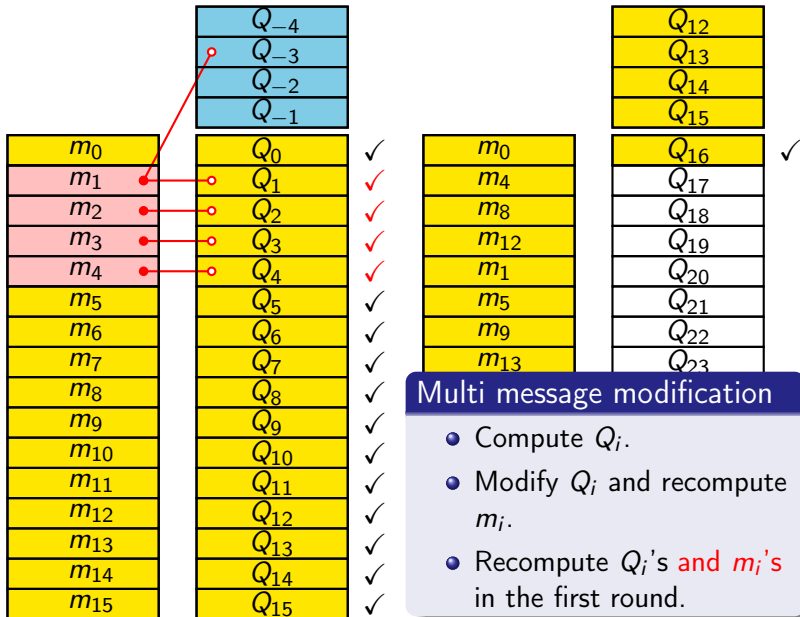 Q₋₄ Q₁₂
Q₋₃ Q₁₃
Q₋₂ Q₁₄
Q₋₁ Q₁₅
m₀ Q₀ ✓ m₀ Q₁₆ ✓
m₁ Q₁ ✓ m₄ Q₁₇
m₂ Q₂ ✓ m₈ Q₁₈
m₃ Q₃ ✓ m₁₂ Q₁₉
m₄ Q₄ ✓ m₁ Q₂₀
m₅ Q₅ ✓ m₅ Q₂₁
m₆ Q₆ ✓ m₉ Q₂₂
m₇ Q₇ ✓ m₁₃ Q₂₃
m₈ Q₈ ✓
m₉ Q₉ ✓
m₁₀ Q₁₀ ✓
m₁₁ Q₁₁ ✓
m₁₂ Q₁₂ ✓
m₁₃ Q₁₃ ✓
m₁₄ Q₁₄ ✓
m₁₅ Q₁₅ ✓
Multi message modification
Compute Qᵢ.
Modify Qᵢ and recompute
mᵢ.
Recompute Qᵢ's and mᵢ's
in the first round.